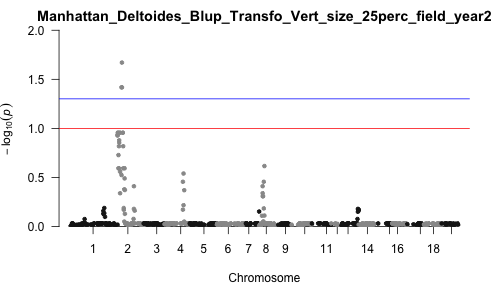 Manhattan_Deltoides_Blup_Transfo_Vert_size_25perc_field_year2
2.0
1.5
1.0
0.5
0.0
− log10(p)
1 2 3 4 5 6 7 8 9 11 14 16 18
Chromosome